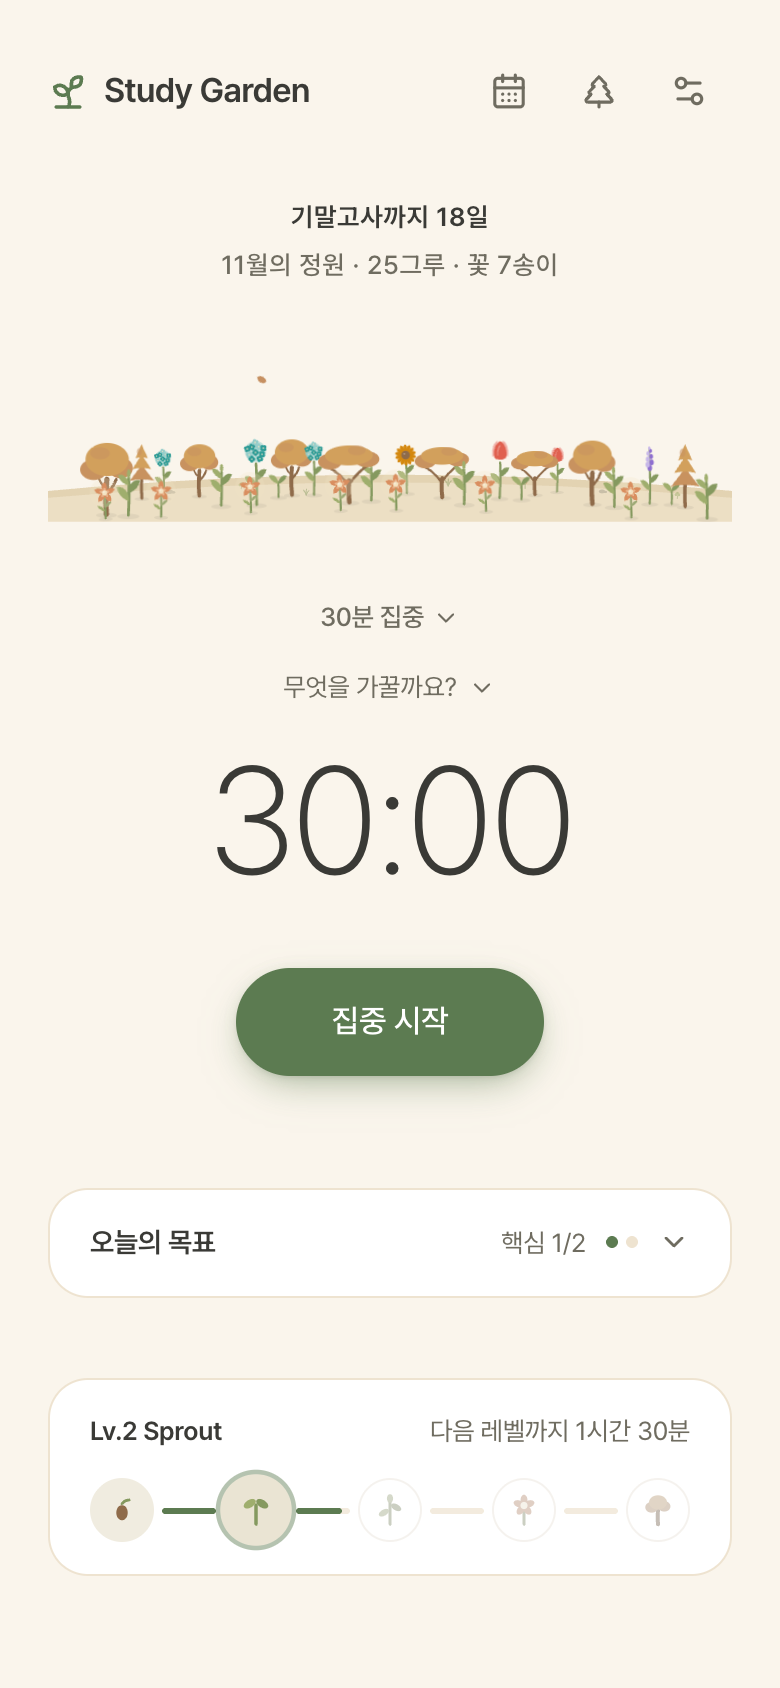 Study Garden
기말고사까지 18일
11월의 정원 · 25그루 · 꽃 7송이
30분 집중
무엇을 가꿀까요?
30:00
집중 시작
오늘의 목표 핵심 1/2
Lv.2 Sprout 다음 레벨까지 1시간 30분